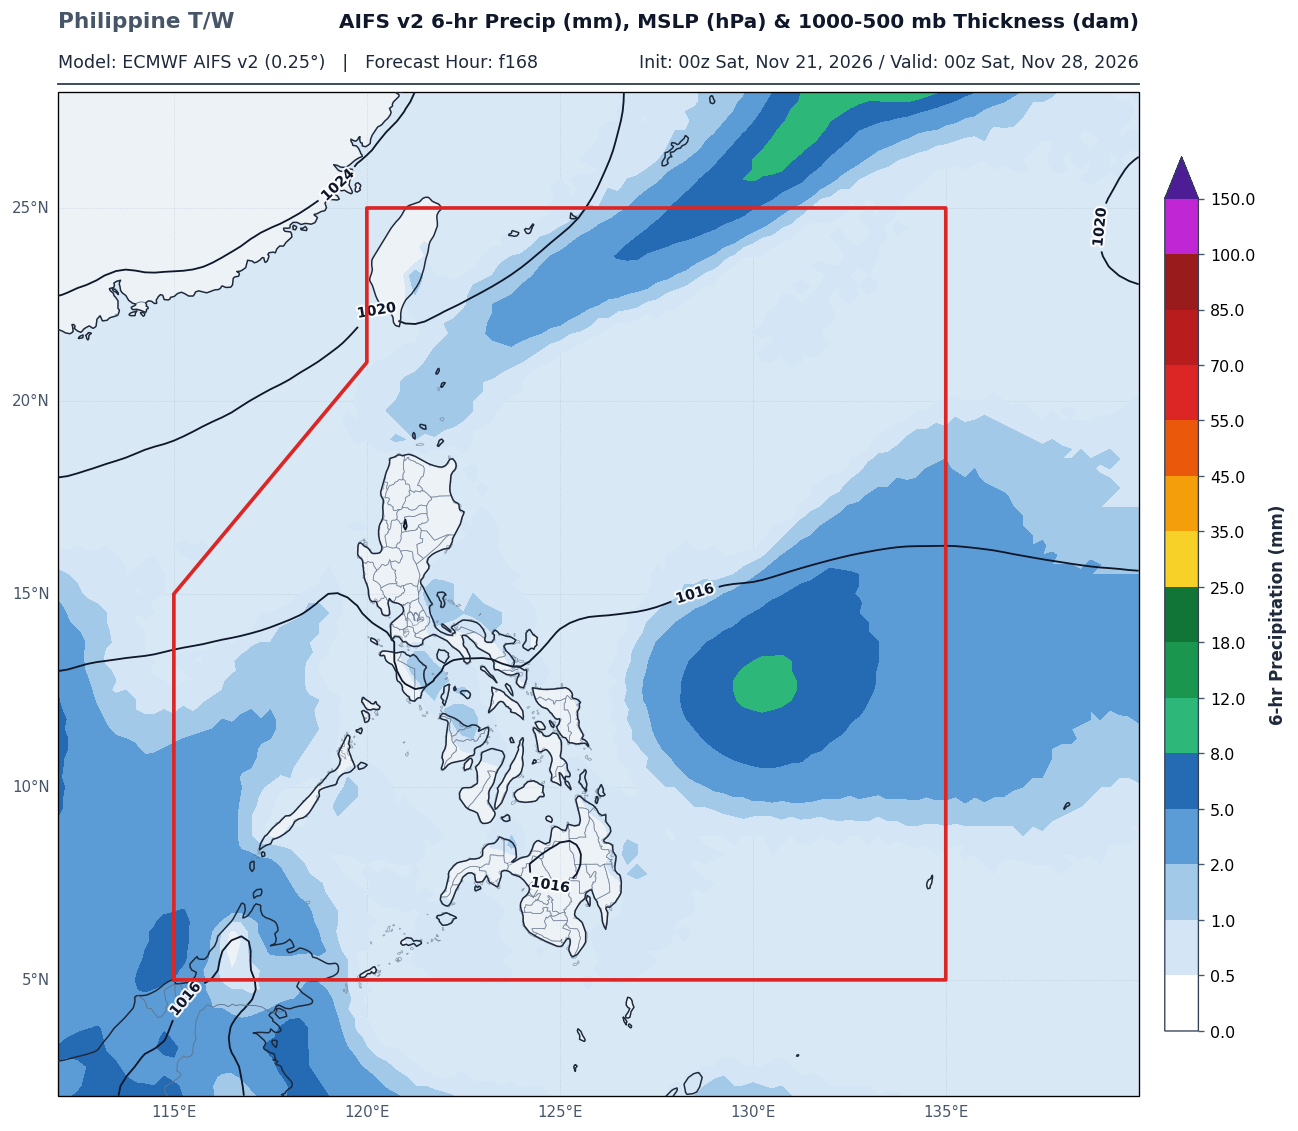 Philippine T/W
AIFS v2 6-hr Precip (mm), MSLP (hPa) & 1000-500 mb Thickness (dam)
Model: ECMWF AIFS v2 (0.25°) | Forecast Hour: f168
Init: 00z Sat, Nov 21, 2026 / Valid: 00z Sat, Nov 28, 2026
1024
1020
1020
1016
1016
1016
25°N
20°N
15°N
10°N
5°N
115°E
120°E
125°E
130°E
135°E
150.0
100.0
85.0
70.0
55.0
45.0
35.0
25.0
18.0
12.0
8.0
5.0
2.0
1.0
0.5
0.0
6-hr Precipitation (mm)